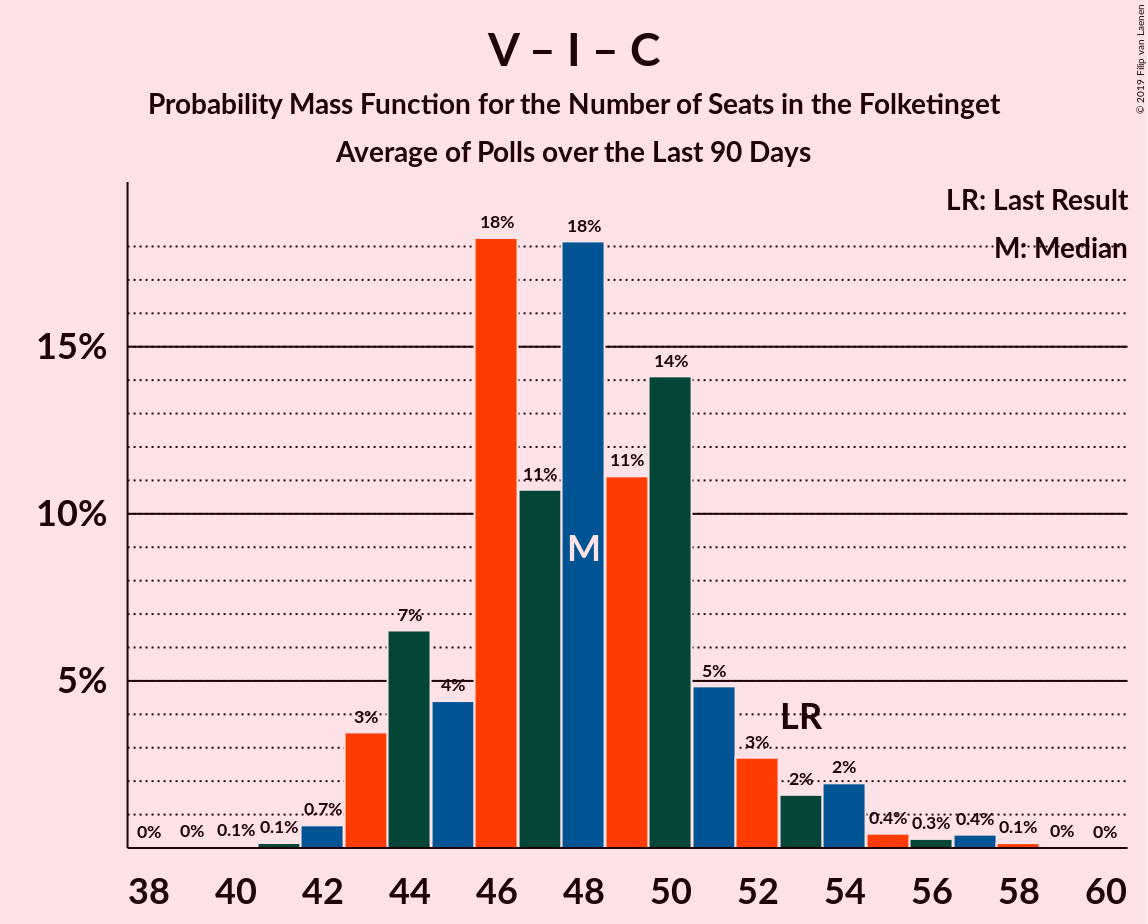 V – I – C
Probability Mass Function for the Number of Seats in the Folketinget
Average of Polls over the Last 90 Days
© 2019 Filip van Laenen
LR: Last Result
M: Median
15%
10%
5%
0%
0%
0.1%
0.1%
0.7%
3%
7%
4%
18%
11%
18%
11%
14%
5%
3%
2%
2%
0.4%
0.3%
0.4%
0.1%
0%
0%
M
LR
38 40 42 44 46 48 50 52 54 56 58 60